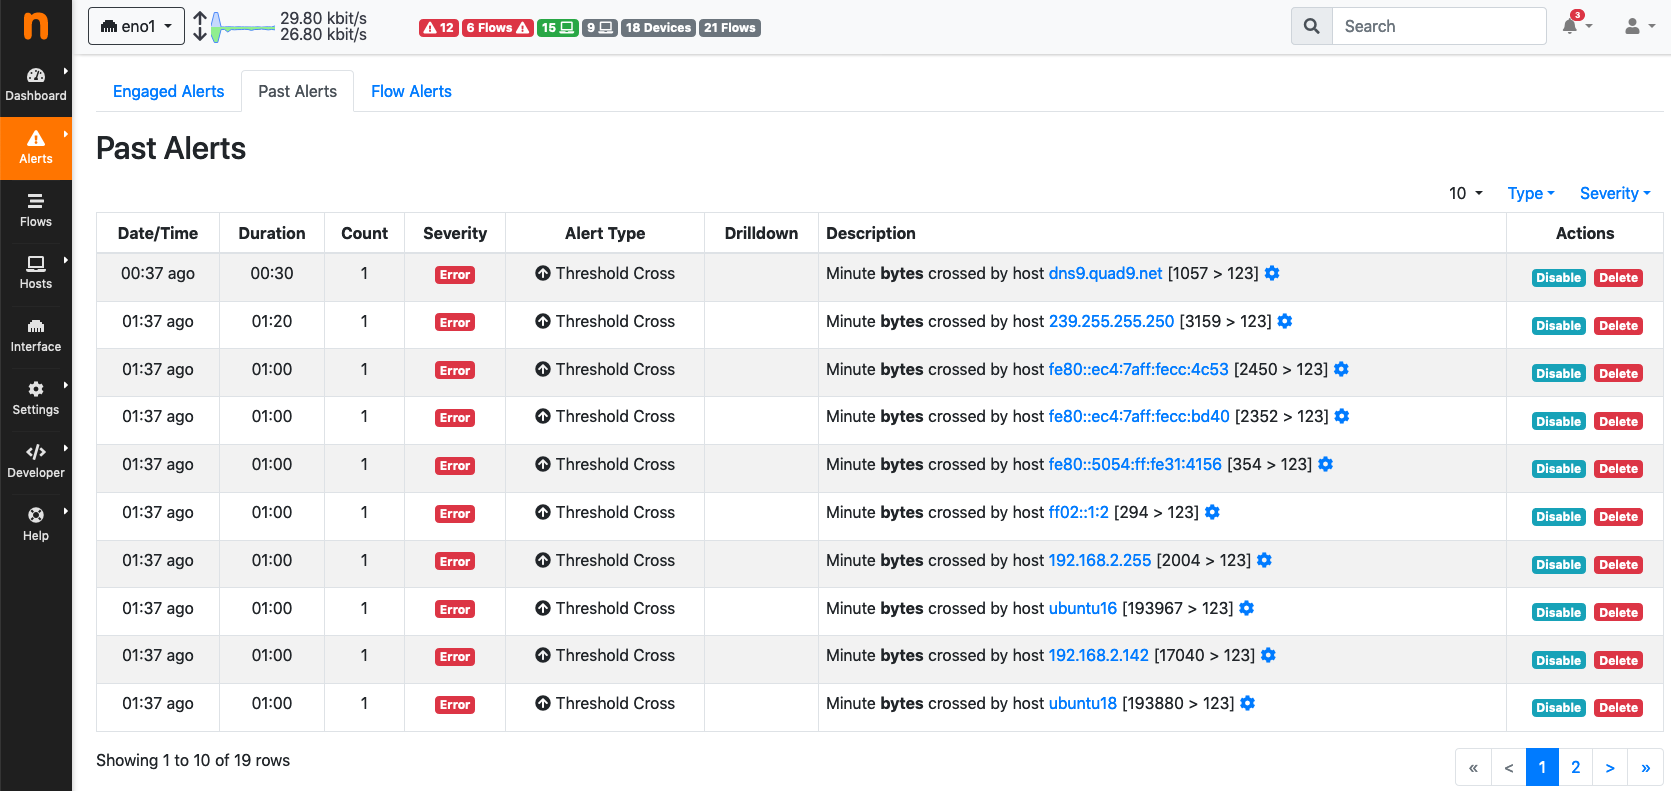 n
eno1
29.80 kbit/s
26.80 kbit/s
12
6 Flows
15
9
18 Devices
21 Flows
Search
3
Dashboard
Alerts
Flows
Hosts
Interface
Settings
Developer
Help
Engaged Alerts
Past Alerts
Flow Alerts
Past Alerts
10 Type Severity
Date/Time Duration Count Severity Alert Type Drilldown Description Actions
00:37 ago 00:30 1 Error Threshold Cross Minute bytes crossed by host dns9.quad9.net [1057 > 123] Disable Delete
01:37 ago 01:20 1 Error Threshold Cross Minute bytes crossed by host 239.255.255.250 [3159 > 123] Disable Delete
01:37 ago 01:00 1 Error Threshold Cross Minute bytes crossed by host fe80::ec4:7aff:fecc:4c53 [2450 > 123] Disable Delete
01:37 ago 01:00 1 Error Threshold Cross Minute bytes crossed by host fe80::ec4:7aff:fecc:bd40 [2352 > 123] Disable Delete
01:37 ago 01:00 1 Error Threshold Cross Minute bytes crossed by host fe80::5054:ff:fe31:4156 [354 > 123] Disable Delete
01:37 ago 01:00 1 Error Threshold Cross Minute bytes crossed by host ff02::1:2 [294 > 123] Disable Delete
01:37 ago 01:00 1 Error Threshold Cross Minute bytes crossed by host 192.168.2.255 [2004 > 123] Disable Delete
01:37 ago 01:00 1 Error Threshold Cross Minute bytes crossed by host ubuntu16 [193967 > 123] Disable Delete
01:37 ago 01:00 1 Error Threshold Cross Minute bytes crossed by host 192.168.2.142 [17040 > 123] Disable Delete
01:37 ago 01:00 1 Error Threshold Cross Minute bytes crossed by host ubuntu18 [193880 > 123] Disable Delete
Showing 1 to 10 of 19 rows
« < 1 2 > »